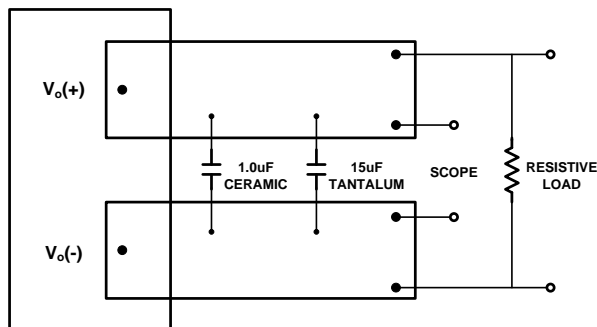 Vo(+)
1.0uF
CERAMIC
15uF
TANTALUM
SCOPE
RESISTIVE
LOAD
Vo(-)